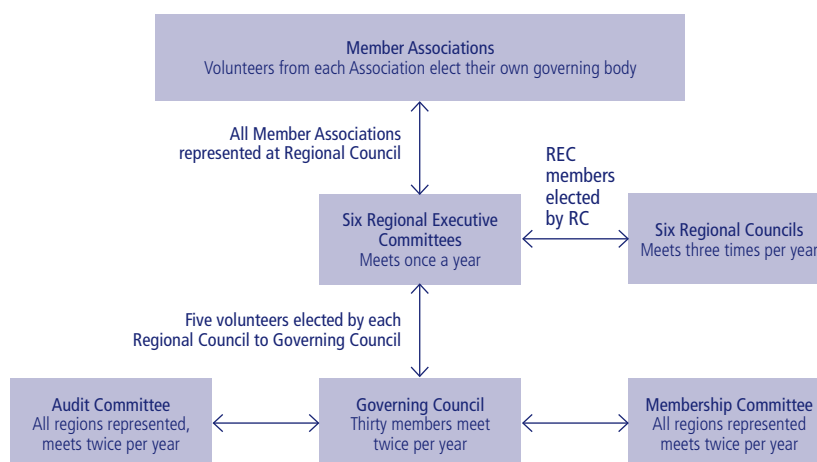 Member Associations
Volunteers from each Association elect their own governing body
All Member Associations
represented at Regional Council
REC
members
elected
by RC
Six Regional Executive
Committees
Meets once a year
Six Regional Councils
Meets three times per year
Five volunteers elected by each
Regional Council to Governing Council
Audit Committee
All regions represented,
meets twice per year
Governing Council
Thirty members meet
twice per year
Membership Committee
All regions represented
meets twice per year